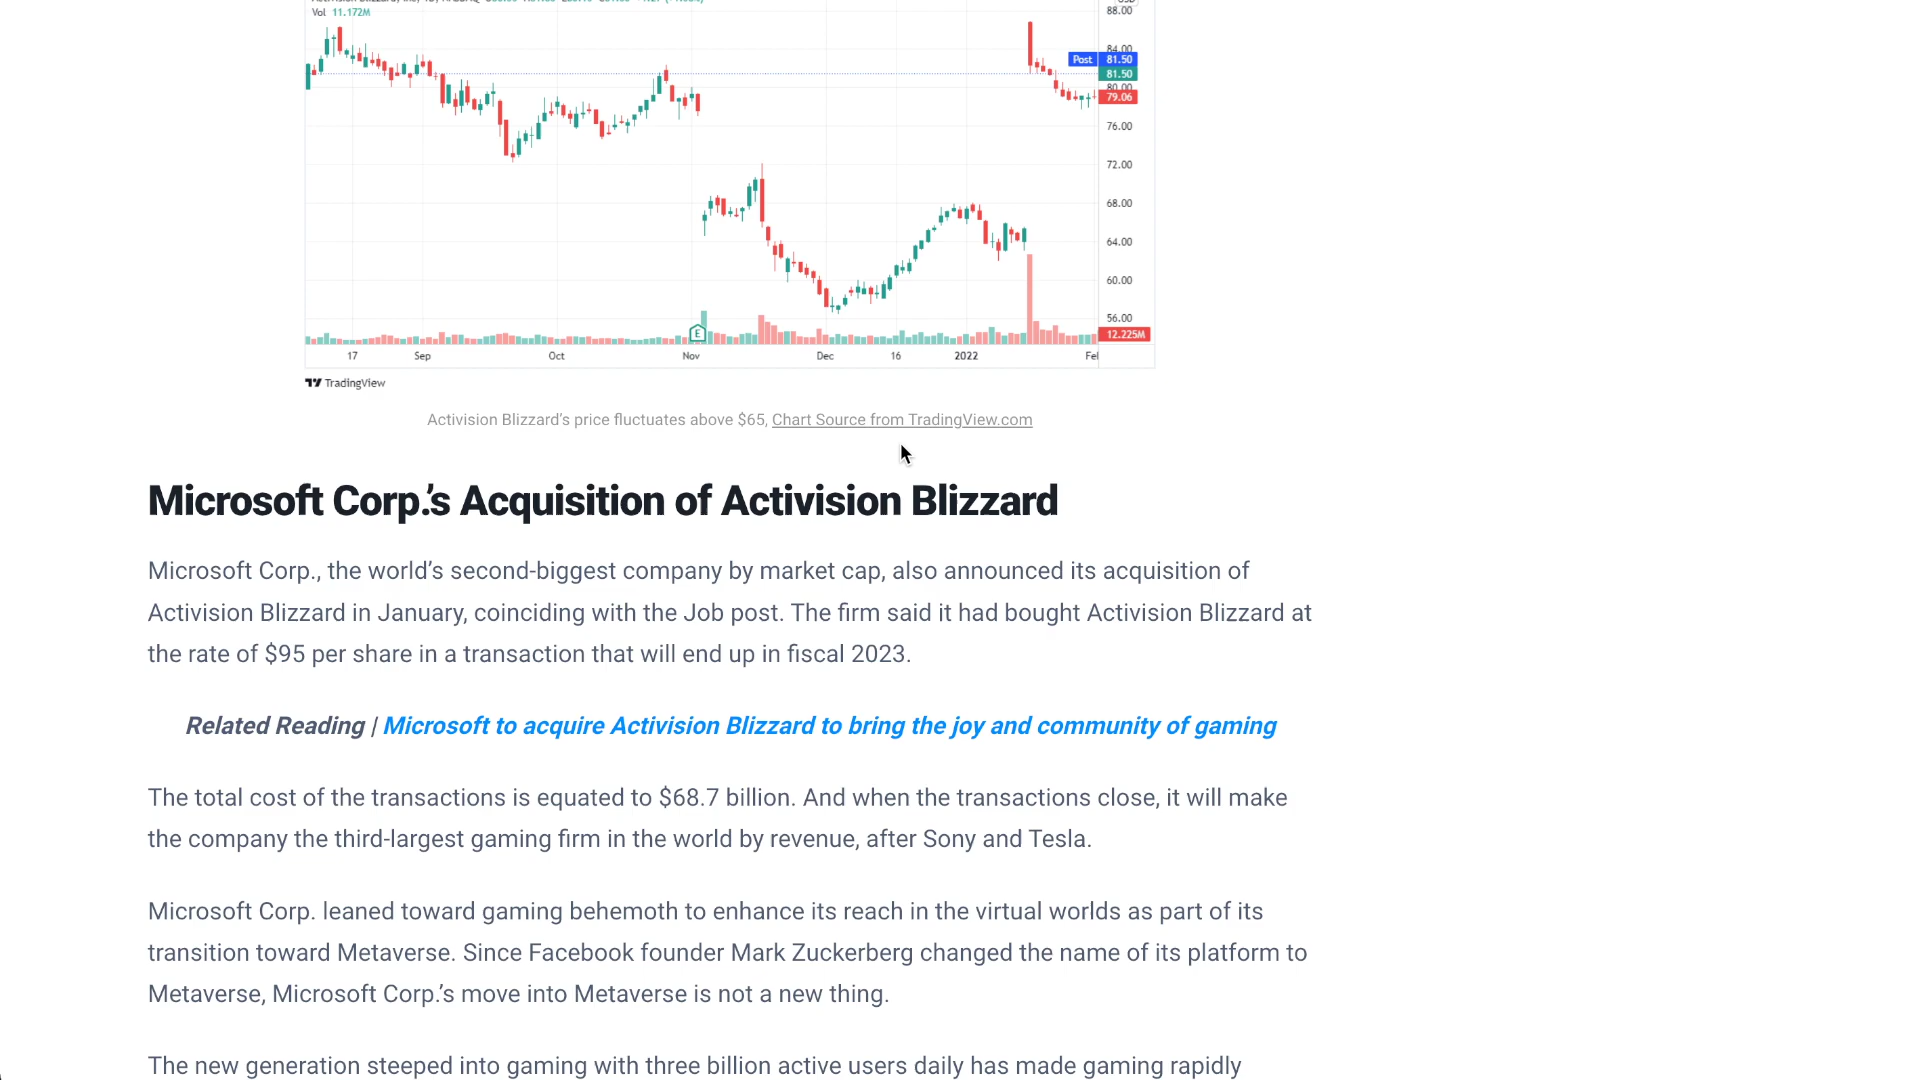 Vol 11.172M
88.00
84.00
Post 81.50
81.50
80.00
79.06
76.00
72.00
68.00
64.00
60.00
56.00
E
12.225M
17 Sep Oct Nov Dec 16 2022
TradingView
Activision Blizzard's price fluctuates above $65, Chart Source from TradingView.com
Microsoft Corp.’s Acquisition of Activision Blizzard
Microsoft Corp., the world’s second-biggest company by market cap, also announced its acquisition of
Activision Blizzard in January, coinciding with the Job post. The firm said it had bought Activision Blizzard at
the rate of $95 per share in a transaction that will end up in fiscal 2023.
Related Reading | Microsoft to acquire Activision Blizzard to bring the joy and community of gaming
The total cost of the transactions is equated to $68.7 billion. And when the transactions close, it will make
the company the third-largest gaming firm in the world by revenue, after Sony and Tesla.
Microsoft Corp. leaned toward gaming behemoth to enhance its reach in the virtual worlds as part of its
transition toward Metaverse. Since Facebook founder Mark Zuckerberg changed the name of its platform to
Metaverse, Microsoft Corp.’s move into Metaverse is not a new thing.
The new generation steeped into gaming with three billion active users daily has made gaming rapidly